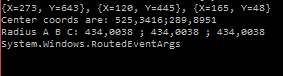 {X=273, Y=643}, {X=120, Y=445}, {X=165, Y=48}
Center coords are: 525,3416;289,8951
Radius A B C: 434,0038 ; 434,0038 ; 434,0038
System.Windows.RoutedEventArgs